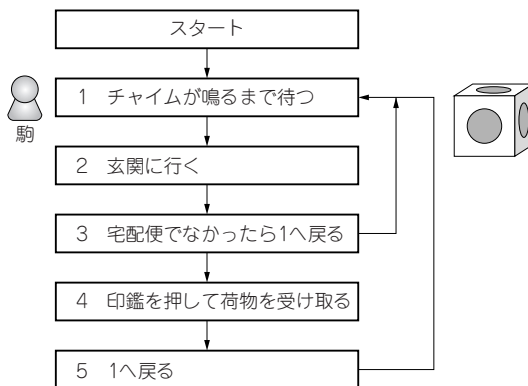 スタート
1 チャイムが鳴るまで待つ
駒
2 玄関に行く
3 宅配便でなかったら1へ戻る
4 印鑑を押して荷物を受け取る
5 1へ戻る